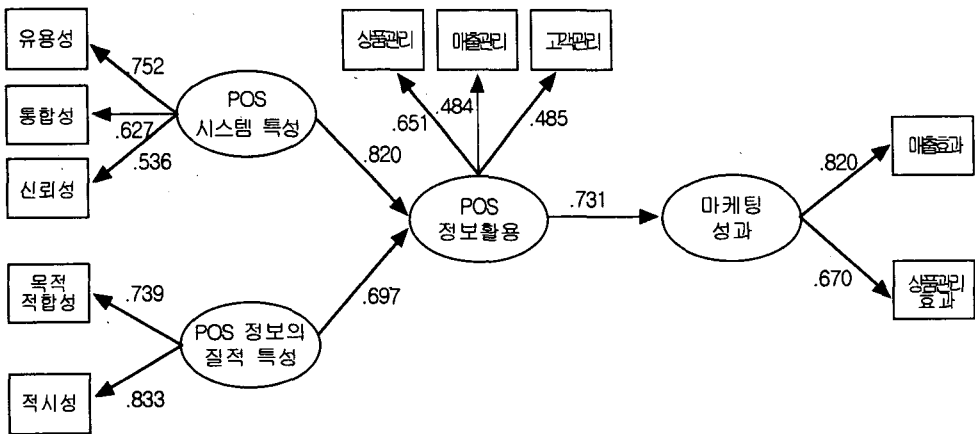 유용성
통합성
신뢰성
.752
.627
.536
POS
시스템 특성
상품관리
매출관리
고객관리
.651
.484
.485
.820
POS
정보활용
.731
마케팅
성과
.820
매출효과
.670
상품관리
효과
.697
목적
적합성
.739
POS 정보의
질적 특성
적시성
.833